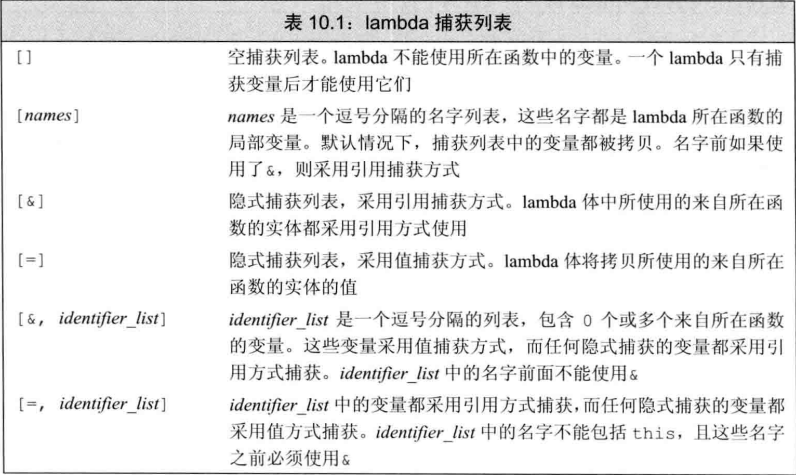 表 10.1：lambda 捕获列表
[] 空捕获列表。lambda 不能使用所在函数中的变量。一个 lambda 只有捕
获变量后才能使用它们
[names] names 是一个逗号分隔的名字列表，这些名字都是 lambda 所在函数的
局部变量。默认情况下，捕获列表中的变量都被拷贝。名字前如果使
用了&，则采用引用捕获方式
[&] 隐式捕获列表，采用引用捕获方式。lambda 体中所使用的来自所在函
数的实体都采用引用方式使用
[=] 隐式捕获列表，采用值捕获方式。lambda 体将拷贝所使用的来自所在
函数的实体的值
[&, identifier_list] identifier_list 是一个逗号分隔的列表，包含 0 个或多个来自所在函数
的变量。这些变量采用值捕获方式，而任何隐式捕获的变量都采用引
用方式捕获。identifier_list 中的名字前面不能使用&
[=, identifier_list] identifier_list 中的变量都采用引用方式捕获，而任何隐式捕获的变量都
采用值方式捕获。identifier_list 中的名字不能包括 this，且这些名字
之前必须使用&